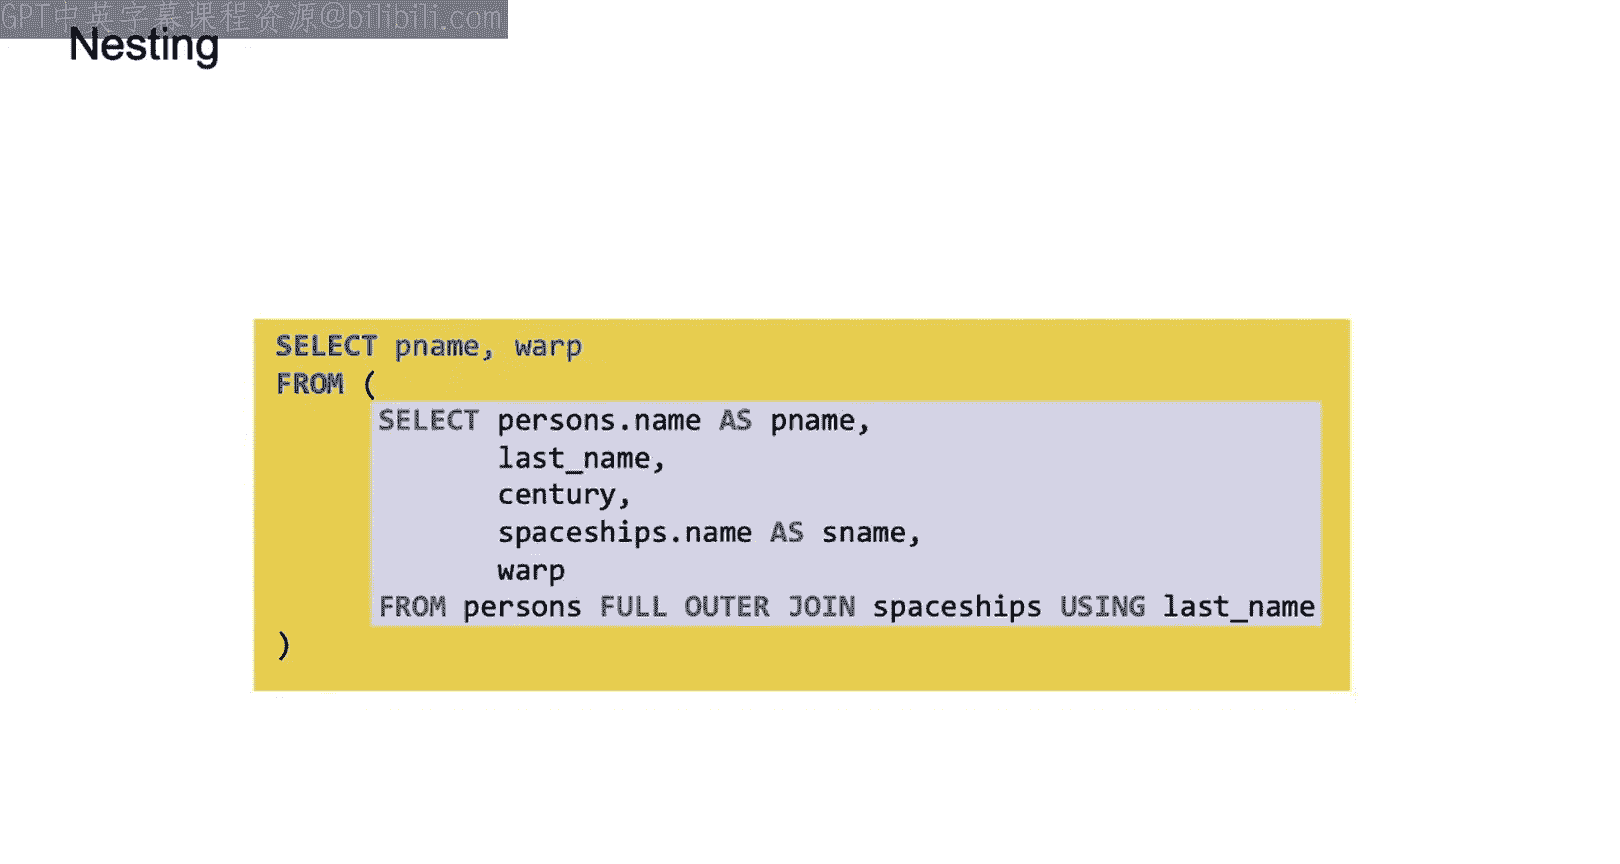 GPT中英字幕课程资源@bilibili.com
Nesting
SELECT pname, warp
FROM (
SELECT persons.name AS pname,
last_name,
century,
spaceships.name AS sname,
warp
FROM persons FULL OUTER JOIN spaceships USING last_name
)